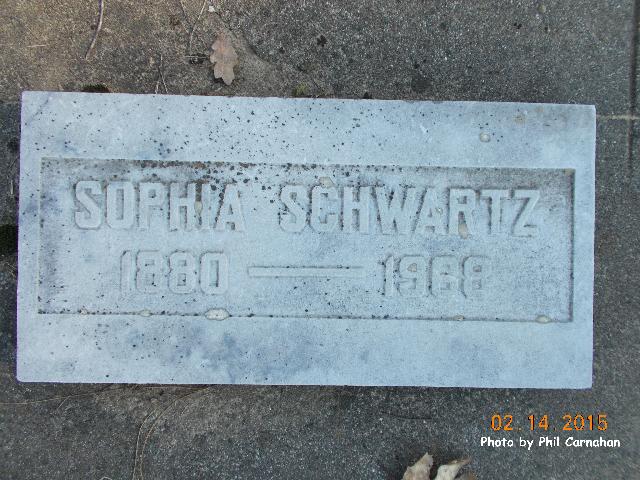 SOPHIA SCHWARTZ
1880 — 1968
02.14.2015
Photo by Phil Carnahan